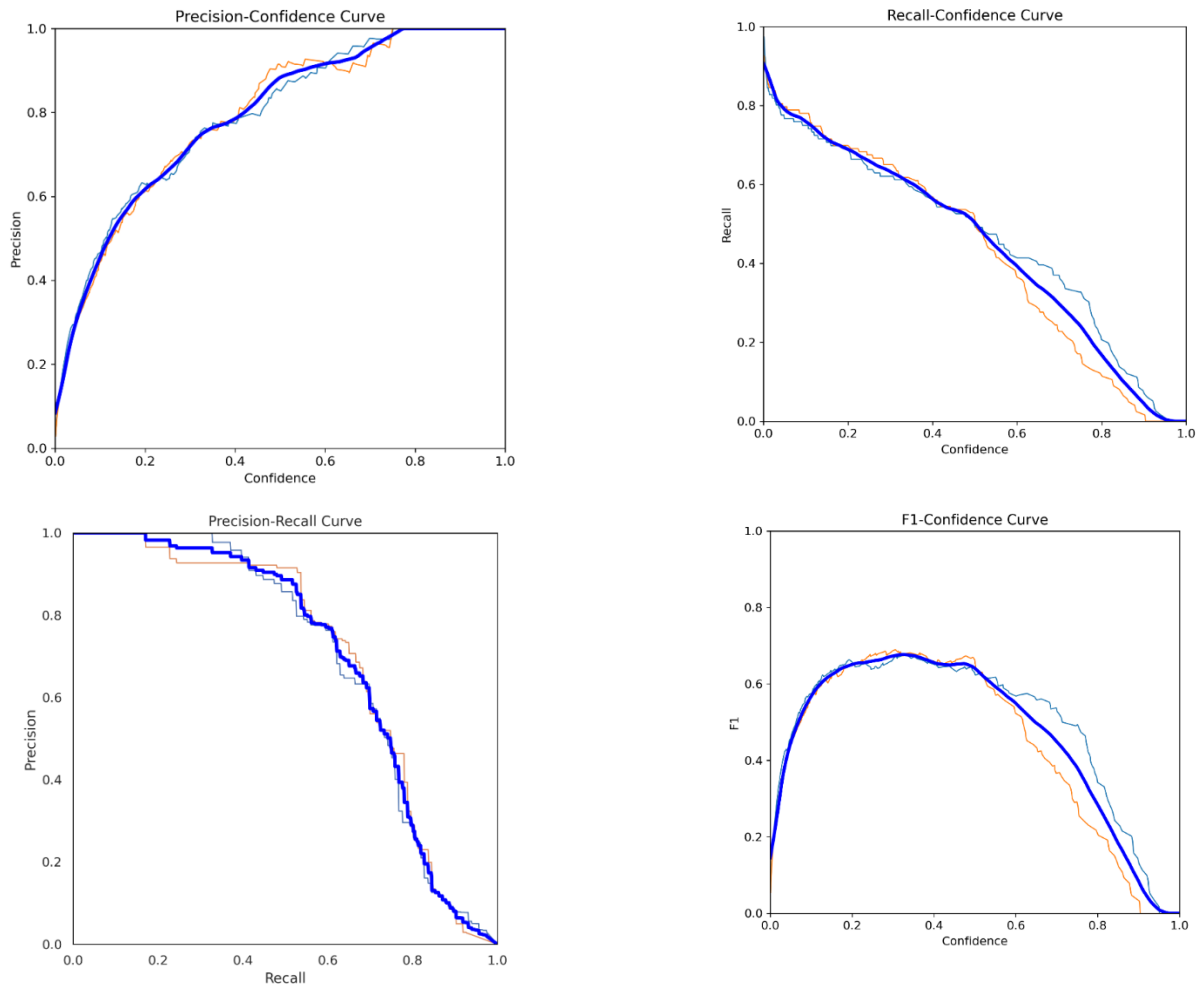 Precision-Confidence Curve
1.0
0.8
0.6
0.4
0.2
0.0
Precision
0.0 0.2 0.4 0.6 0.8 1.0
Confidence
Recall-Confidence Curve
1.0
0.8
0.6
0.4
0.2
0.0
Recall
0.0 0.2 0.4 0.6 0.8 1.0
Confidence
Precision-Recall Curve
1.0
0.8
0.6
0.4
0.2
0.0
Precision
0.0 0.2 0.4 0.6 0.8 1.0
Recall
F1-Confidence Curve
1.0
0.8
0.6
0.4
0.2
0.0
F1
0.0 0.2 0.4 0.6 0.8 1.0
Confidence